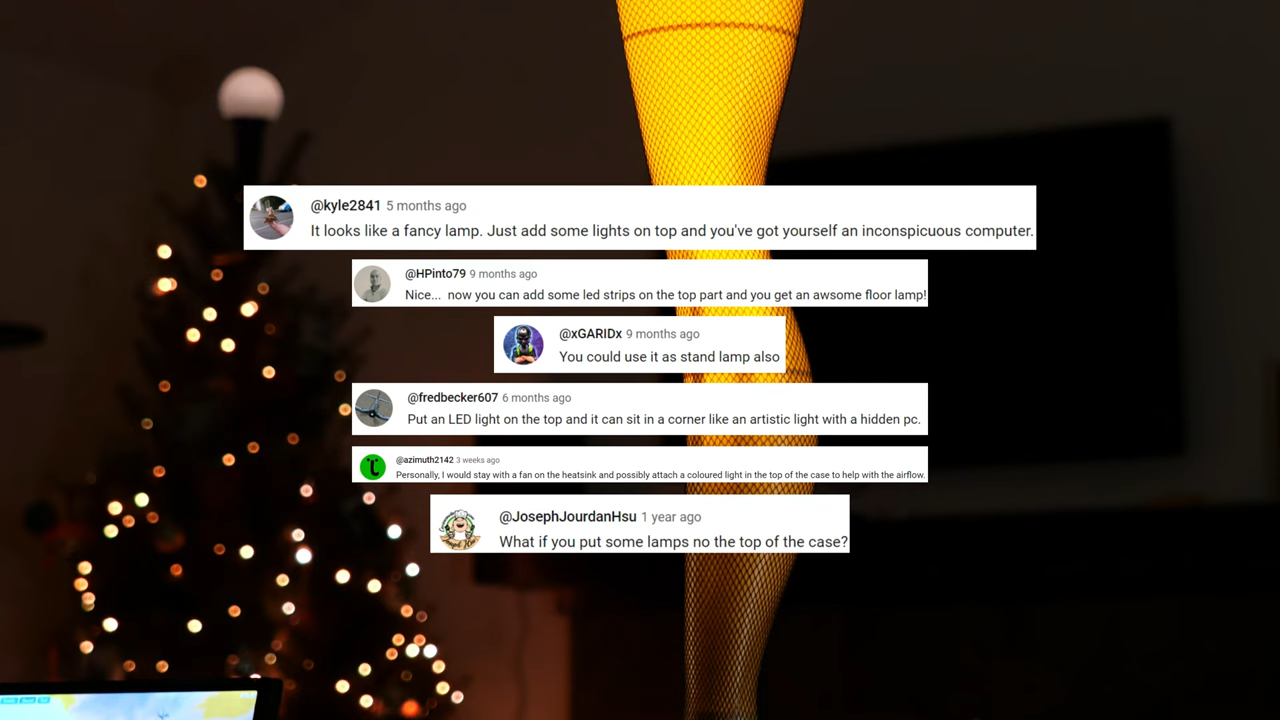 @kyle2841 5 months ago
It looks like a fancy lamp. Just add some lights on top and you've got yourself an inconspicuous computer.
@HPinto79 9 months ago
Nice... now you can add some led strips on the top part and you get an awsome floor lamp!
@xGARIDx 9 months ago
You could use it as stand lamp also
@fredbecker607 6 months ago
Put an LED light on the top and it can sit in a corner like an artistic light with a hidden pc.
@azimuth2142 3 weeks ago
Personally, I would stay with a fan on the heatsink and possibly attach a coloured light in the top of the case to help with the airflow.
@JosephJourdanHsu 1 year ago
What if you put some lamps no the top of the case?